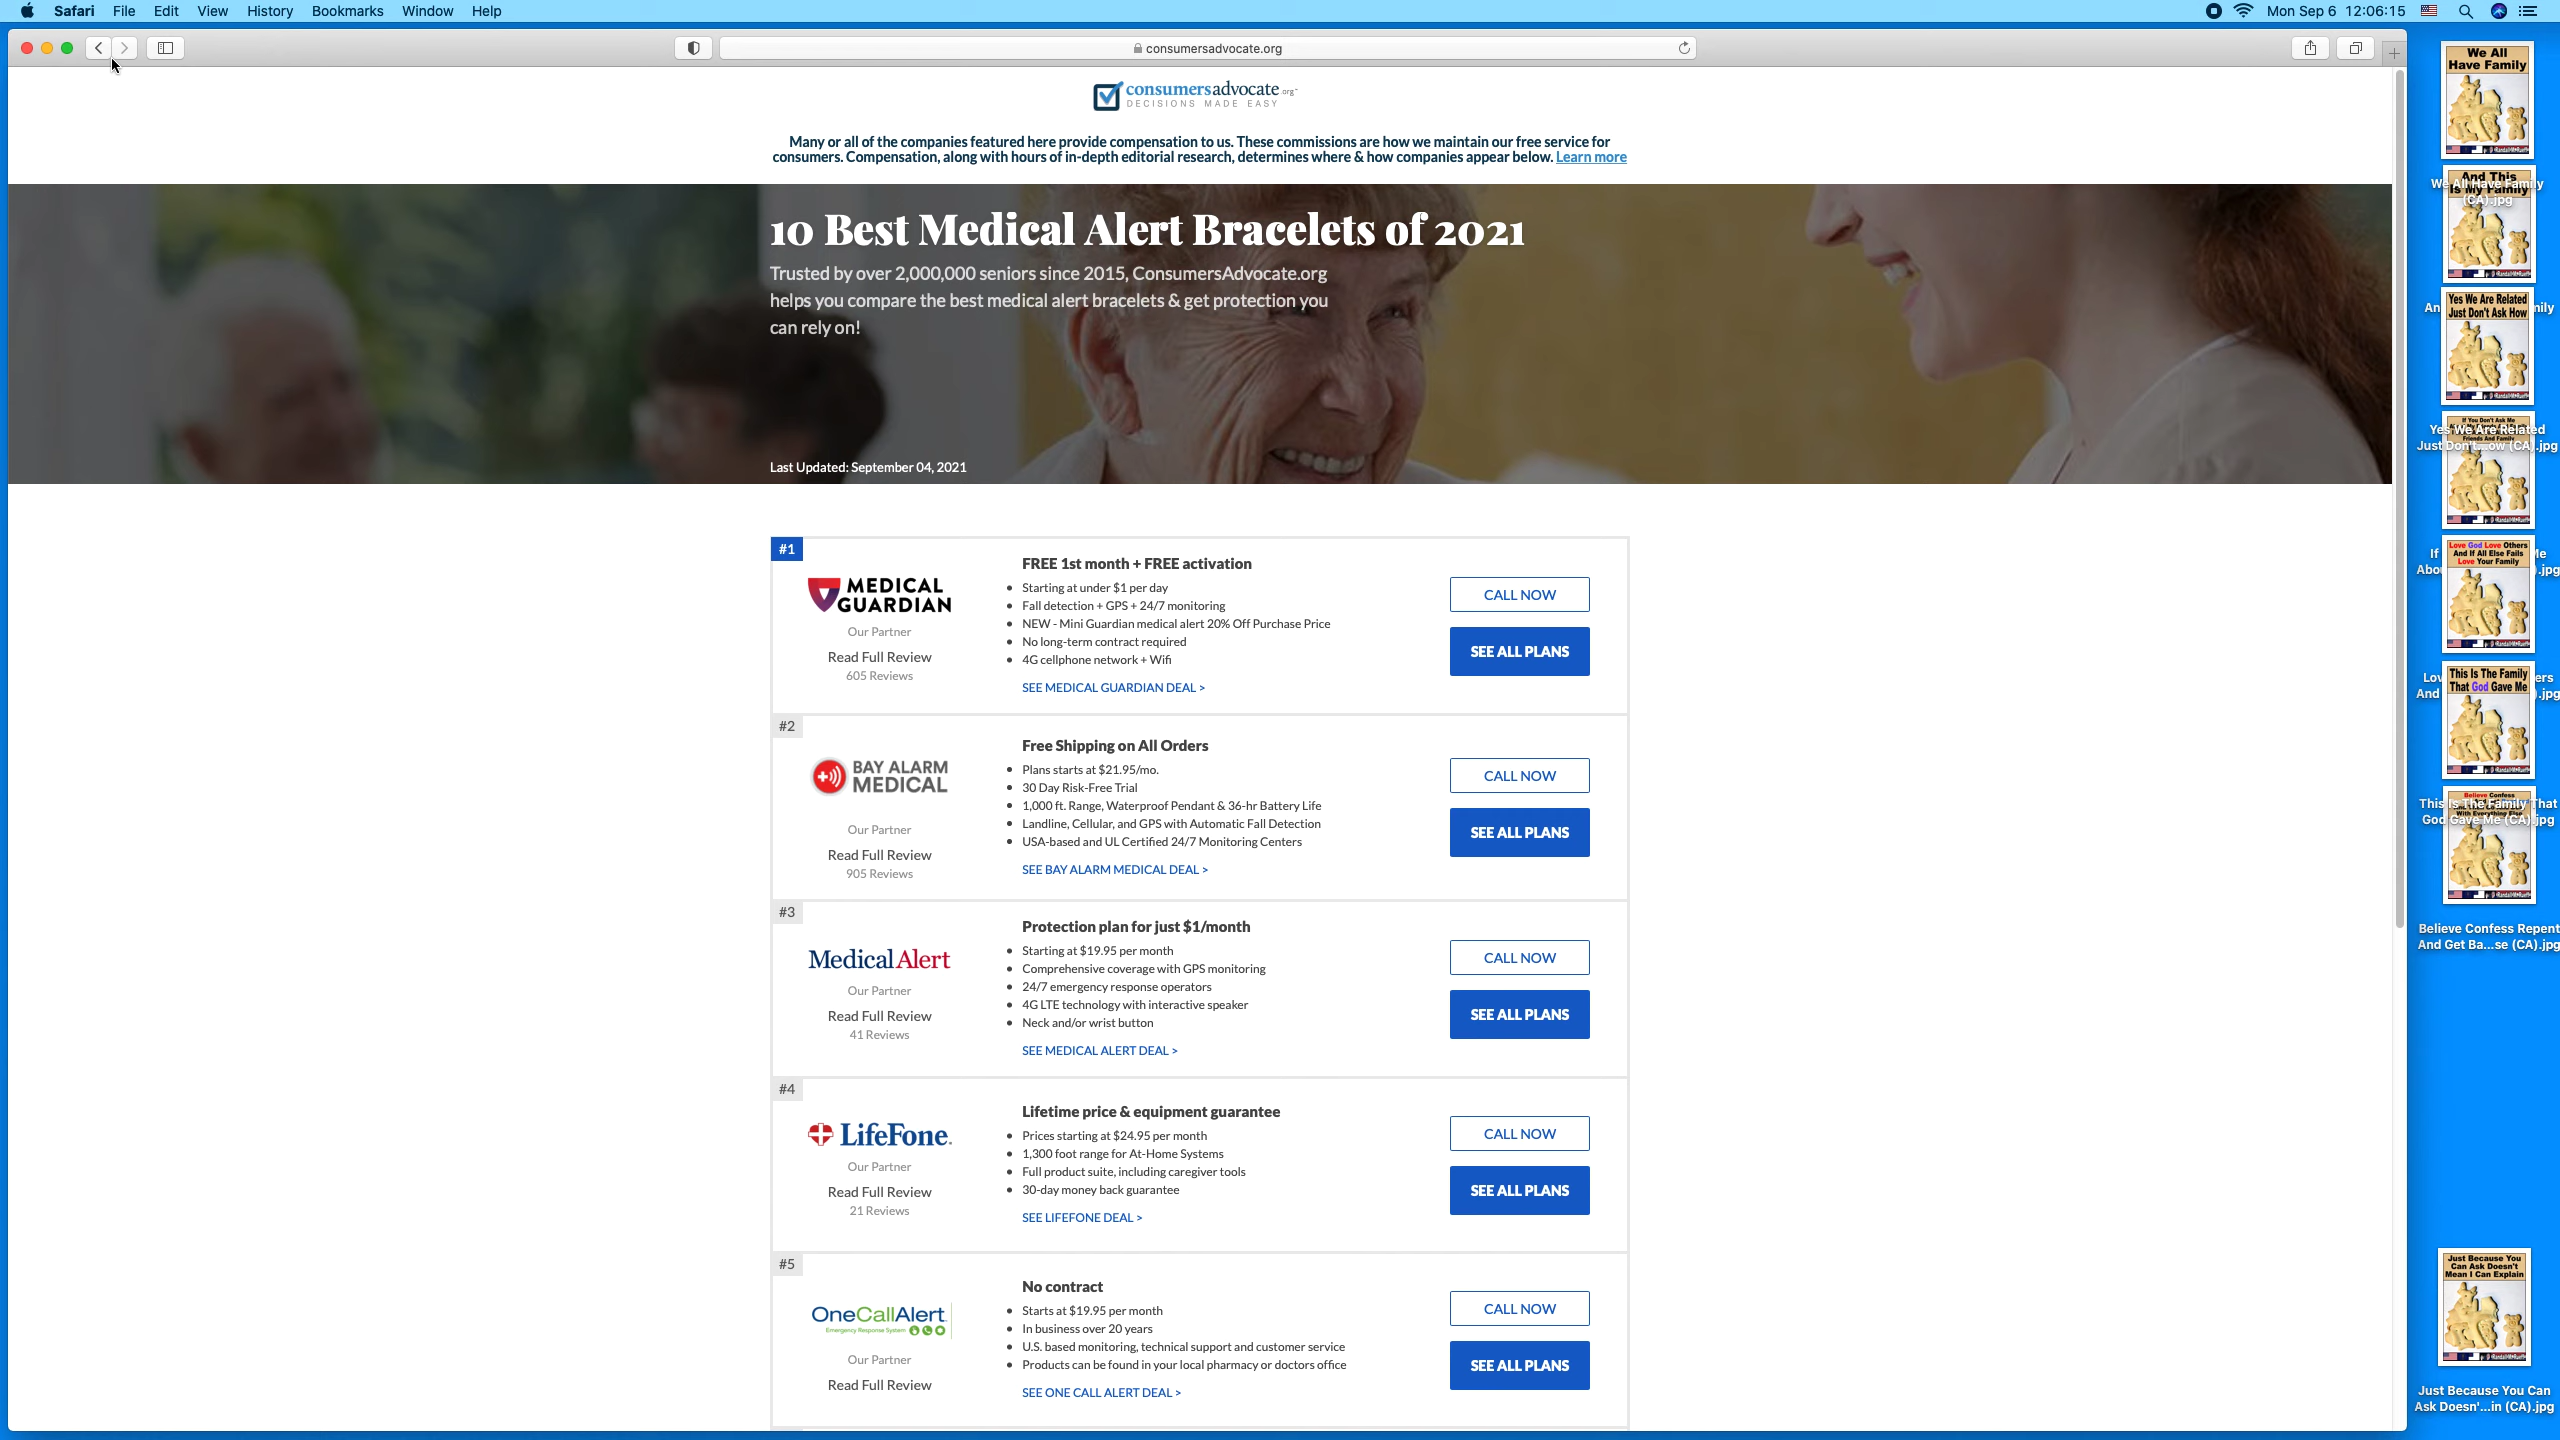 Safari File Edit View History Bookmarks Window Help
Mon Sep 6 12:06:15
consumersadvocate.org
consumersadvocate.org
DECISIONS MADE EASY
Many or all of the companies featured here provide compensation to us. These commissions are how we maintain our free service for
consumers. Compensation, along with hours of in-depth editorial research, determines where & how companies appear below. Learn more
10 Best Medical Alert Bracelets of 2021
Trusted by over 2,000,000 seniors since 2015, ConsumersAdvocate.org
helps you compare the best medical alert bracelets & get protection you
can rely on!
Last Updated: September 04, 2021
#1
MEDICAL
GUARDIAN
Our Partner
Read Full Review
605 Reviews
FREE 1st month + FREE activation
Starting at under $1 per day
Fall detection + GPS + 24/7 monitoring
NEW - Mini Guardian medical alert 20% Off Purchase Price
No long-term contract required
4G cellphone network + Wifi
SEE MEDICAL GUARDIAN DEAL >
CALL NOW
SEE ALL PLANS
#2
BAY ALARM
MEDICAL
Our Partner
Read Full Review
905 Reviews
Free Shipping on All Orders
Plans starts at $21.95/mo.
30 Day Risk-Free Trial
1,000 ft. Range, Waterproof Pendant & 36-hr Battery Life
Landline, Cellular, and GPS with Automatic Fall Detection
USA-based and UL Certified 24/7 Monitoring Centers
SEE BAY ALARM MEDICAL DEAL >
CALL NOW
SEE ALL PLANS
#3
MedicalAlert
Our Partner
Read Full Review
41 Reviews
Protection plan for just $1/month
Starting at $19.95 per month
Comprehensive coverage with GPS monitoring
24/7 emergency response operators
4G LTE technology with interactive speaker
Neck and/or wrist button
SEE MEDICAL ALERT DEAL >
CALL NOW
SEE ALL PLANS
#4
LifeFone.
Our Partner
Read Full Review
21 Reviews
Lifetime price & equipment guarantee
Prices starting at $24.95 per month
1,300 foot range for At-Home Systems
Full product suite, including caregiver tools
30-day money back guarantee
SEE LIFEFONE DEAL >
CALL NOW
SEE ALL PLANS
#5
OneCallAlert
Emergency Response System
Our Partner
Read Full Review
No contract
Starts at $19.95 per month
In business over 20 years
U.S. based monitoring, technical support and customer service
Products can be found in your local pharmacy or doctors office
SEE ONE CALL ALERT DEAL >
CALL NOW
SEE ALL PLANS
We All
Have Family
We All Have Family
(CA).jpg
And This
Is My Family
Yes We Are Related
Just Don't Ask How
Yes We Are Related
Just Don't...ow (CA).jpg
If You Don't Ask Me
Friends And Family
Love God Love Others
And If All Else Fails
Love Your Family
This Is The Family
That God Gave Me
This Is The Family That
God Gave Me (CA).jpg
Believe Confess
With Everything Else
Believe Confess Repent
And Get Ba...se (CA).jpg
Just Because You
Can Ask Doesn't
Mean I Can Explain
Just Because You Can
Ask Doesn'...in (CA).jpg